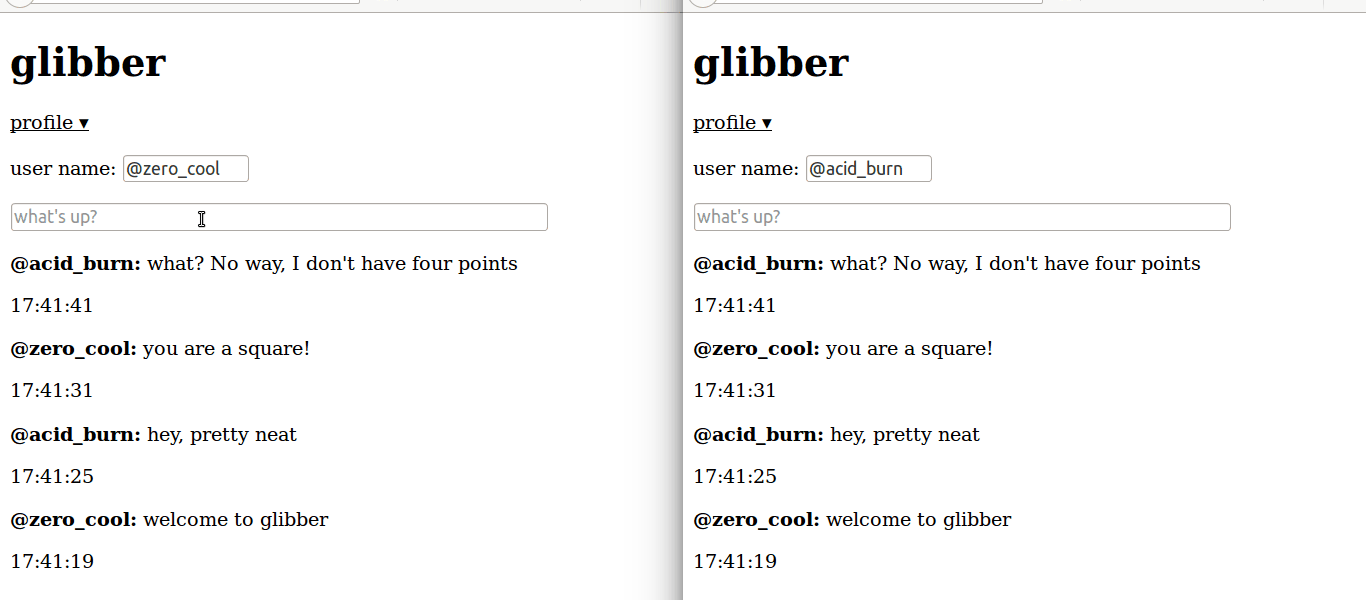 glibber
profile ▾
user name: @zero_cool
what's up?
@acid_burn: what? No way, I don't have four points
17:41:41
@zero_cool: you are a square!
17:41:31
@acid_burn: hey, pretty neat
17:41:25
@zero_cool: welcome to glibber
17:41:19
glibber
profile ▾
user name: @acid_burn
what's up?
@acid_burn: what? No way, I don't have four points
17:41:41
@zero_cool: you are a square!
17:41:31
@acid_burn: hey, pretty neat
17:41:25
@zero_cool: welcome to glibber
17:41:19